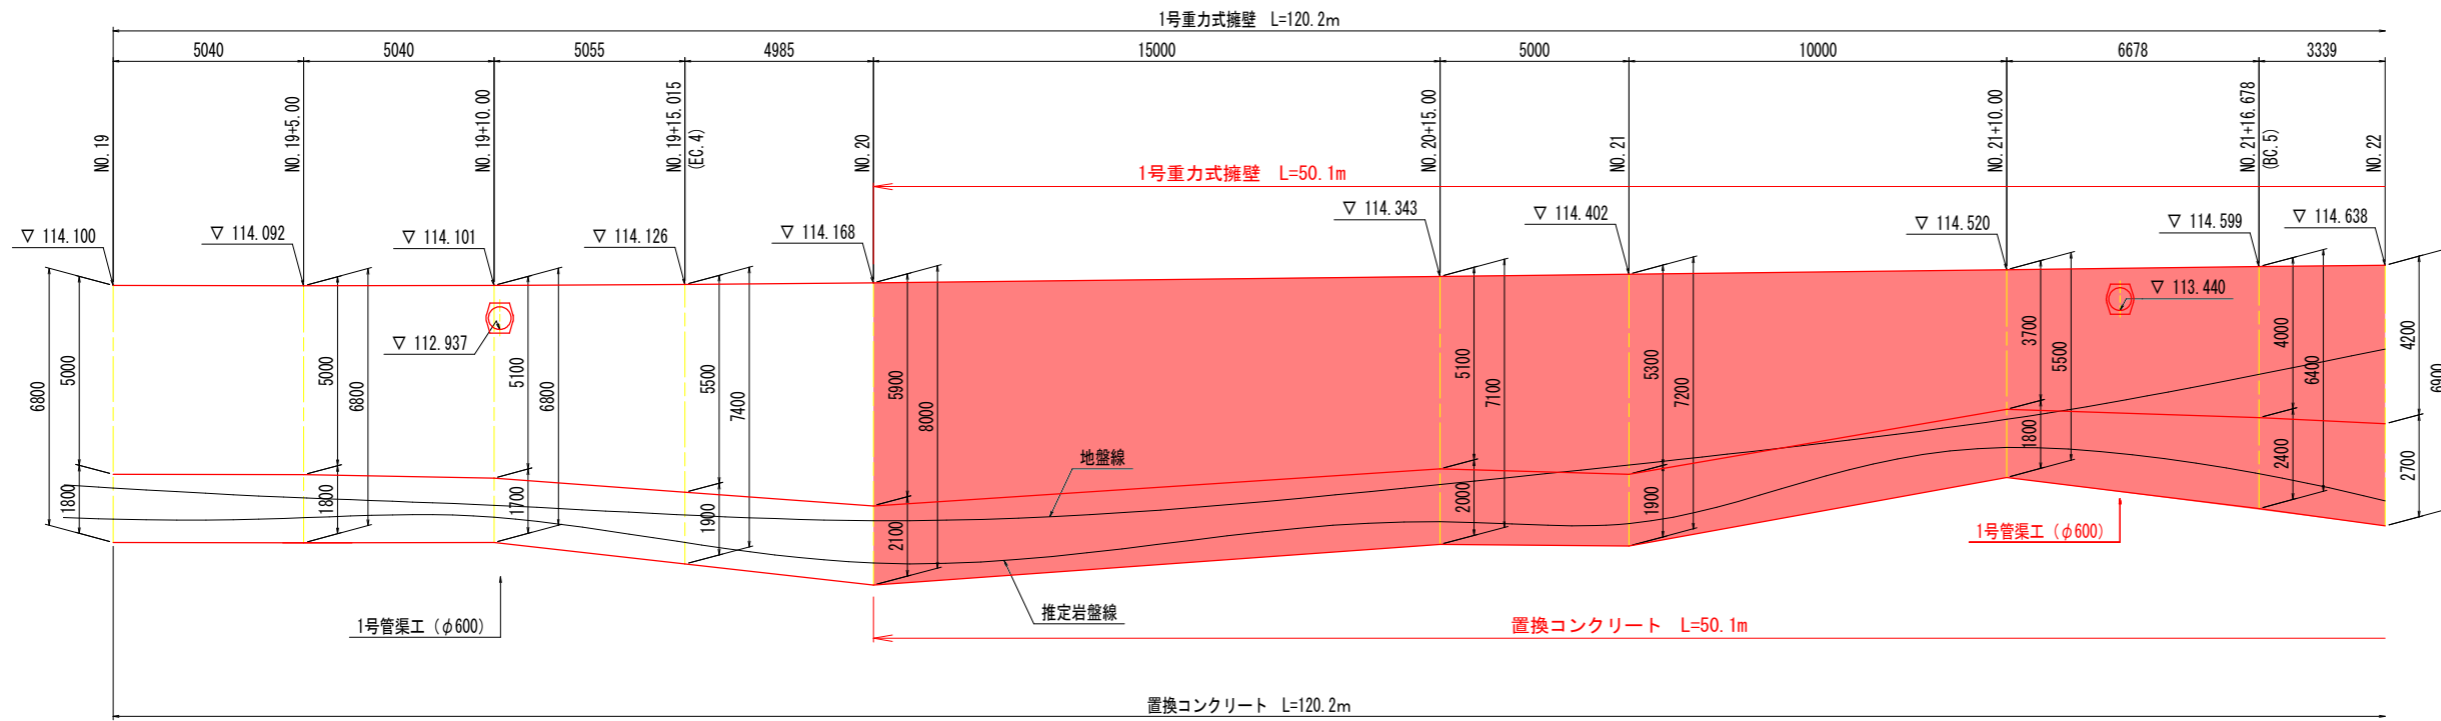 1号重力式擁壁 L=120.2m
5040 5040 5055 4985 15000 5000 10000 6678 3339
NO.19
NO.19+5.00
NO.19+10.00
NO.19+15.015
(EC.4)
NO.20
NO.20+15.00
NO.21
NO.21+10.00
NO.21+16.678
(BC.5)
NO.22
1号重力式擁壁 L=50.1m
▽ 114.100
▽ 114.092
▽ 114.101
▽ 114.126
▽ 114.168
▽ 114.343
▽ 114.402
▽ 114.520
▽ 114.599
▽ 114.638
▽ 112.937
▽ 113.440
6800
5000
1800
5000
1800
6800
5100
1700
6800
5500
1900
7400
5900
2100
8000
5100
2000
7100
5300
1900
7200
3700
1800
5500
4000
2400
6400
4200
2700
6900
地盤線
推定岩盤線
1号管渠工(φ600)
1号管渠工(φ600)
置換コンクリート L=50.1m
置換コンクリート L=120.2m